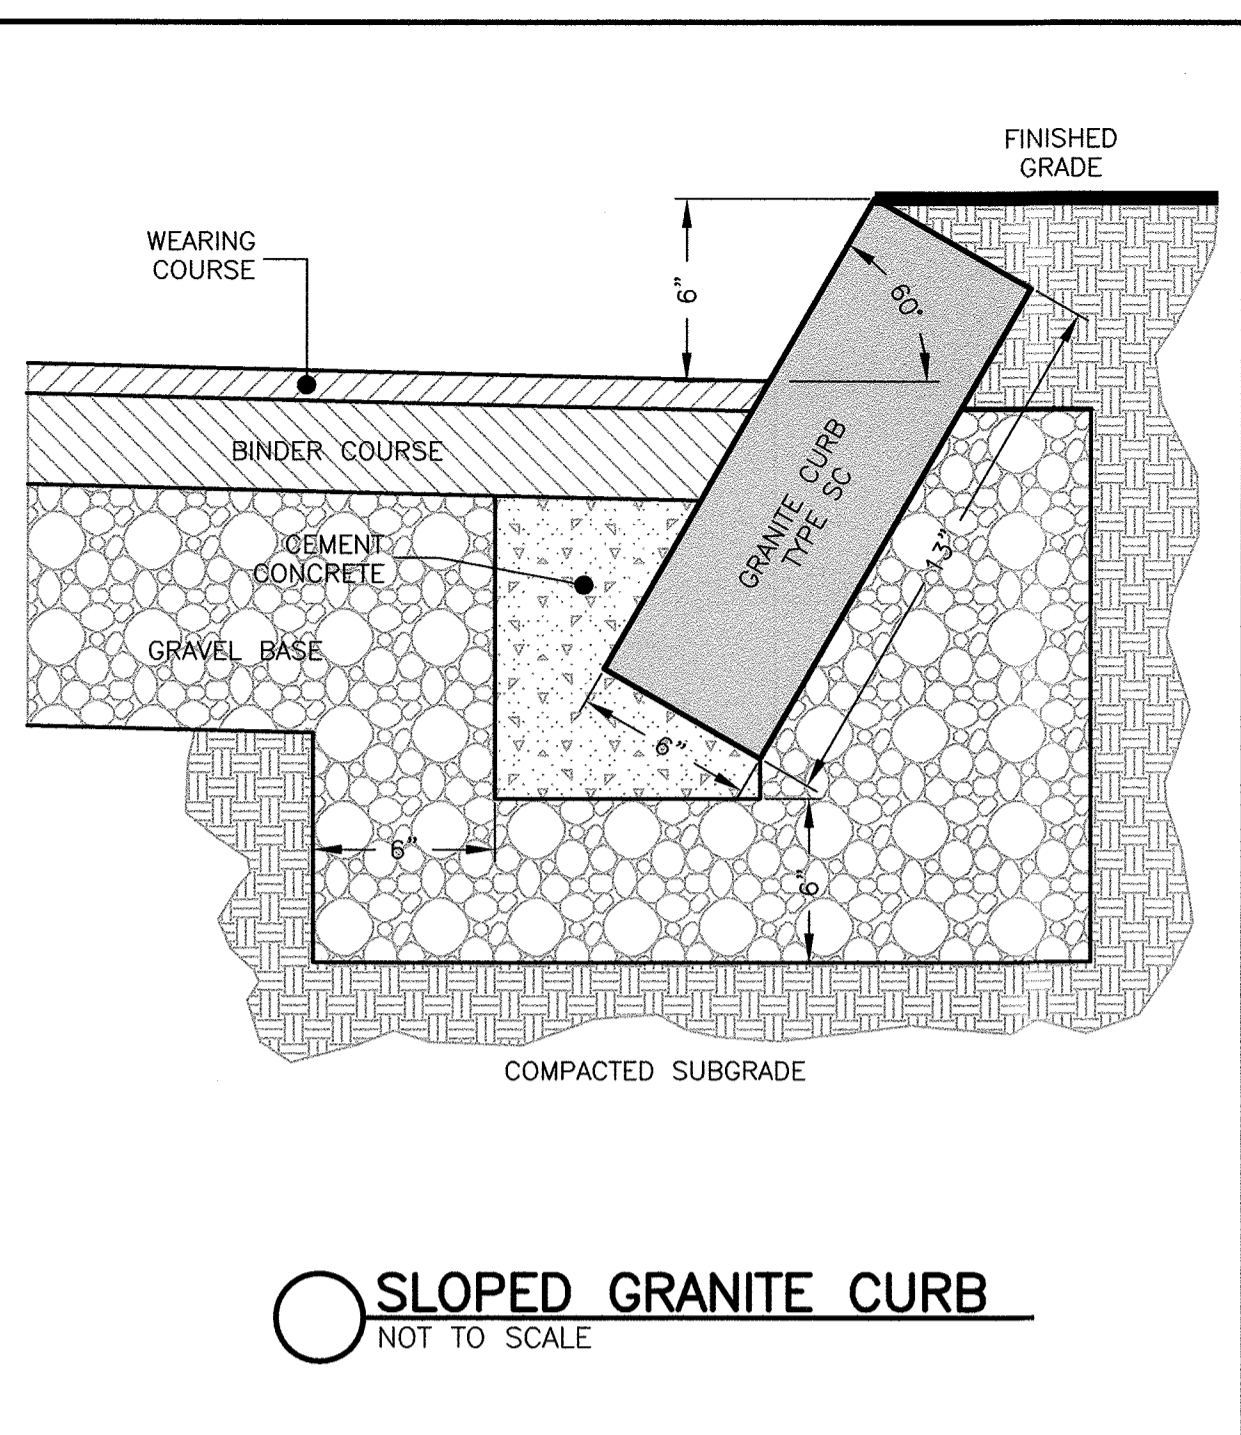 FINISHED
GRADE
WEARING
COURSE
6"
60°
BINDER COURSE
GRANITE CURB
TYPE SC
13"
CEMENT
CONCRETE
GRAVEL BASE
6"
6"
6"
COMPACTED SUBGRADE
SLOPED GRANITE CURB
NOT TO SCALE